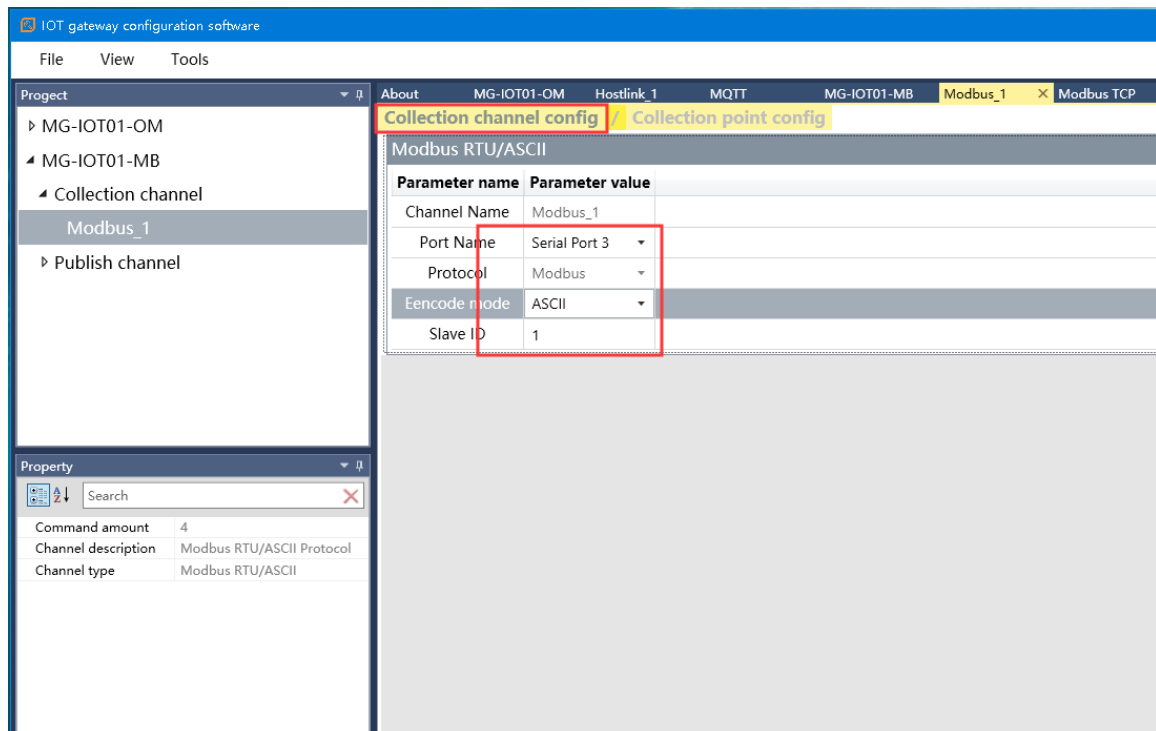 IOT gateway configuration software
File View Tools
Progect
MG-IOT01-OM
MG-IOT01-MB
Collection channel
Modbus_1
Publish channel
Property
Search
Command amount 4
Channel description Modbus RTU/ASCII Protocol
Channel type Modbus RTU/ASCII
About MG-IOT01-OM Hostlink_1 MQTT MG-IOT01-MB Modbus_1 × Modbus TCP
Collection channel config / Collection point config
Modbus RTU/ASCII
Parameter name Parameter value
Channel Name Modbus_1
Port Name Serial Port 3
Protocol Modbus
Eencode mode ASCII
Slave ID 1